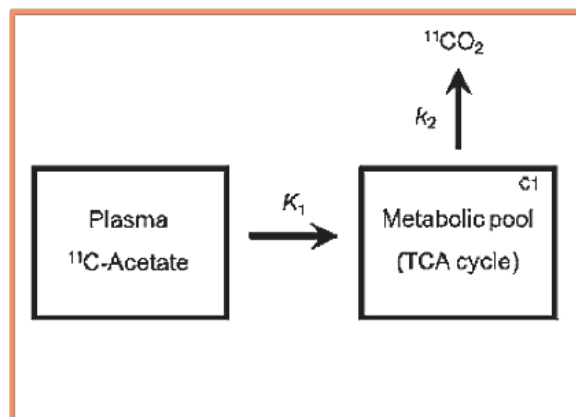 ¹¹CO₂
k₂
C1
Plasma
¹¹C-Acetate
K₁
Metabolic pool
(TCA cycle)